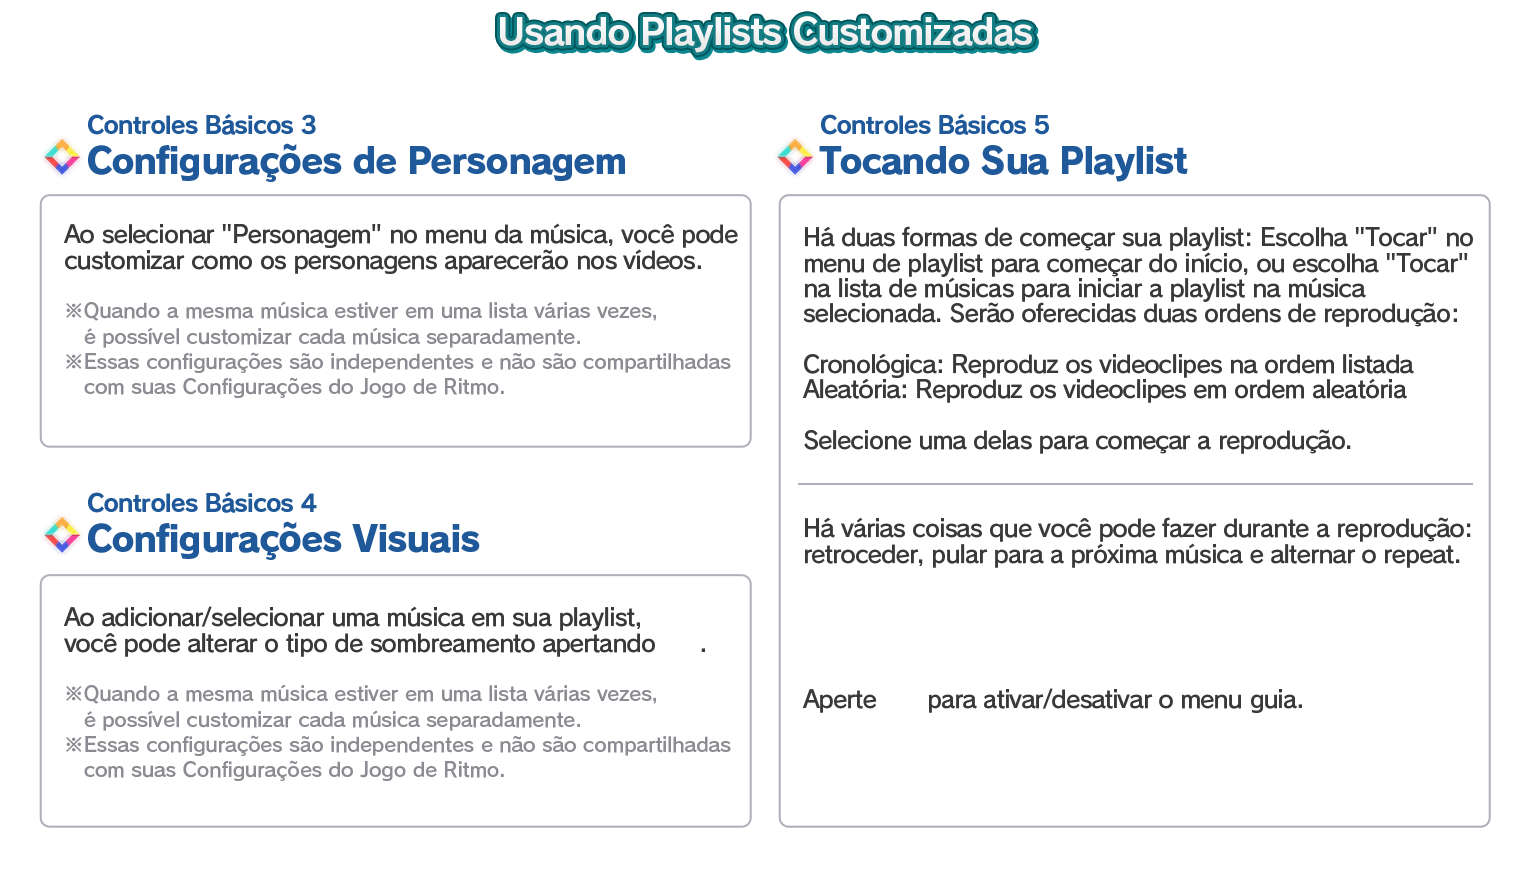 Usando Playlists Customizadas
Controles Básicos 3
Configurações de Personagem
Ao selecionar "Personagem" no menu da música, você pode
customizar como os personagens aparecerão nos vídeos.
※Quando a mesma música estiver em uma lista várias vezes,
é possível customizar cada música separadamente.
※Essas configurações são independentes e não são compartilhadas
com suas Configurações do Jogo de Ritmo.
Controles Básicos 4
Configurações Visuais
Ao adicionar/selecionar uma música em sua playlist,
você pode alterar o tipo de sombreamento apertando .
※Quando a mesma música estiver em uma lista várias vezes,
é possível customizar cada música separadamente.
※Essas configurações são independentes e não são compartilhadas
com suas Configurações do Jogo de Ritmo.
Controles Básicos 5
Tocando Sua Playlist
Há duas formas de começar sua playlist: Escolha "Tocar" no
menu de playlist para começar do início, ou escolha "Tocar"
na lista de músicas para iniciar a playlist na música
selecionada. Serão oferecidas duas ordens de reprodução:
Cronológica: Reproduz os videoclipes na ordem listada
Aleatória: Reproduz os videoclipes em ordem aleatória
Selecione uma delas para começar a reprodução.
Há várias coisas que você pode fazer durante a reprodução:
retroceder, pular para a próxima música e alternar o repeat.
Aperte para ativar/desativar o menu guia.